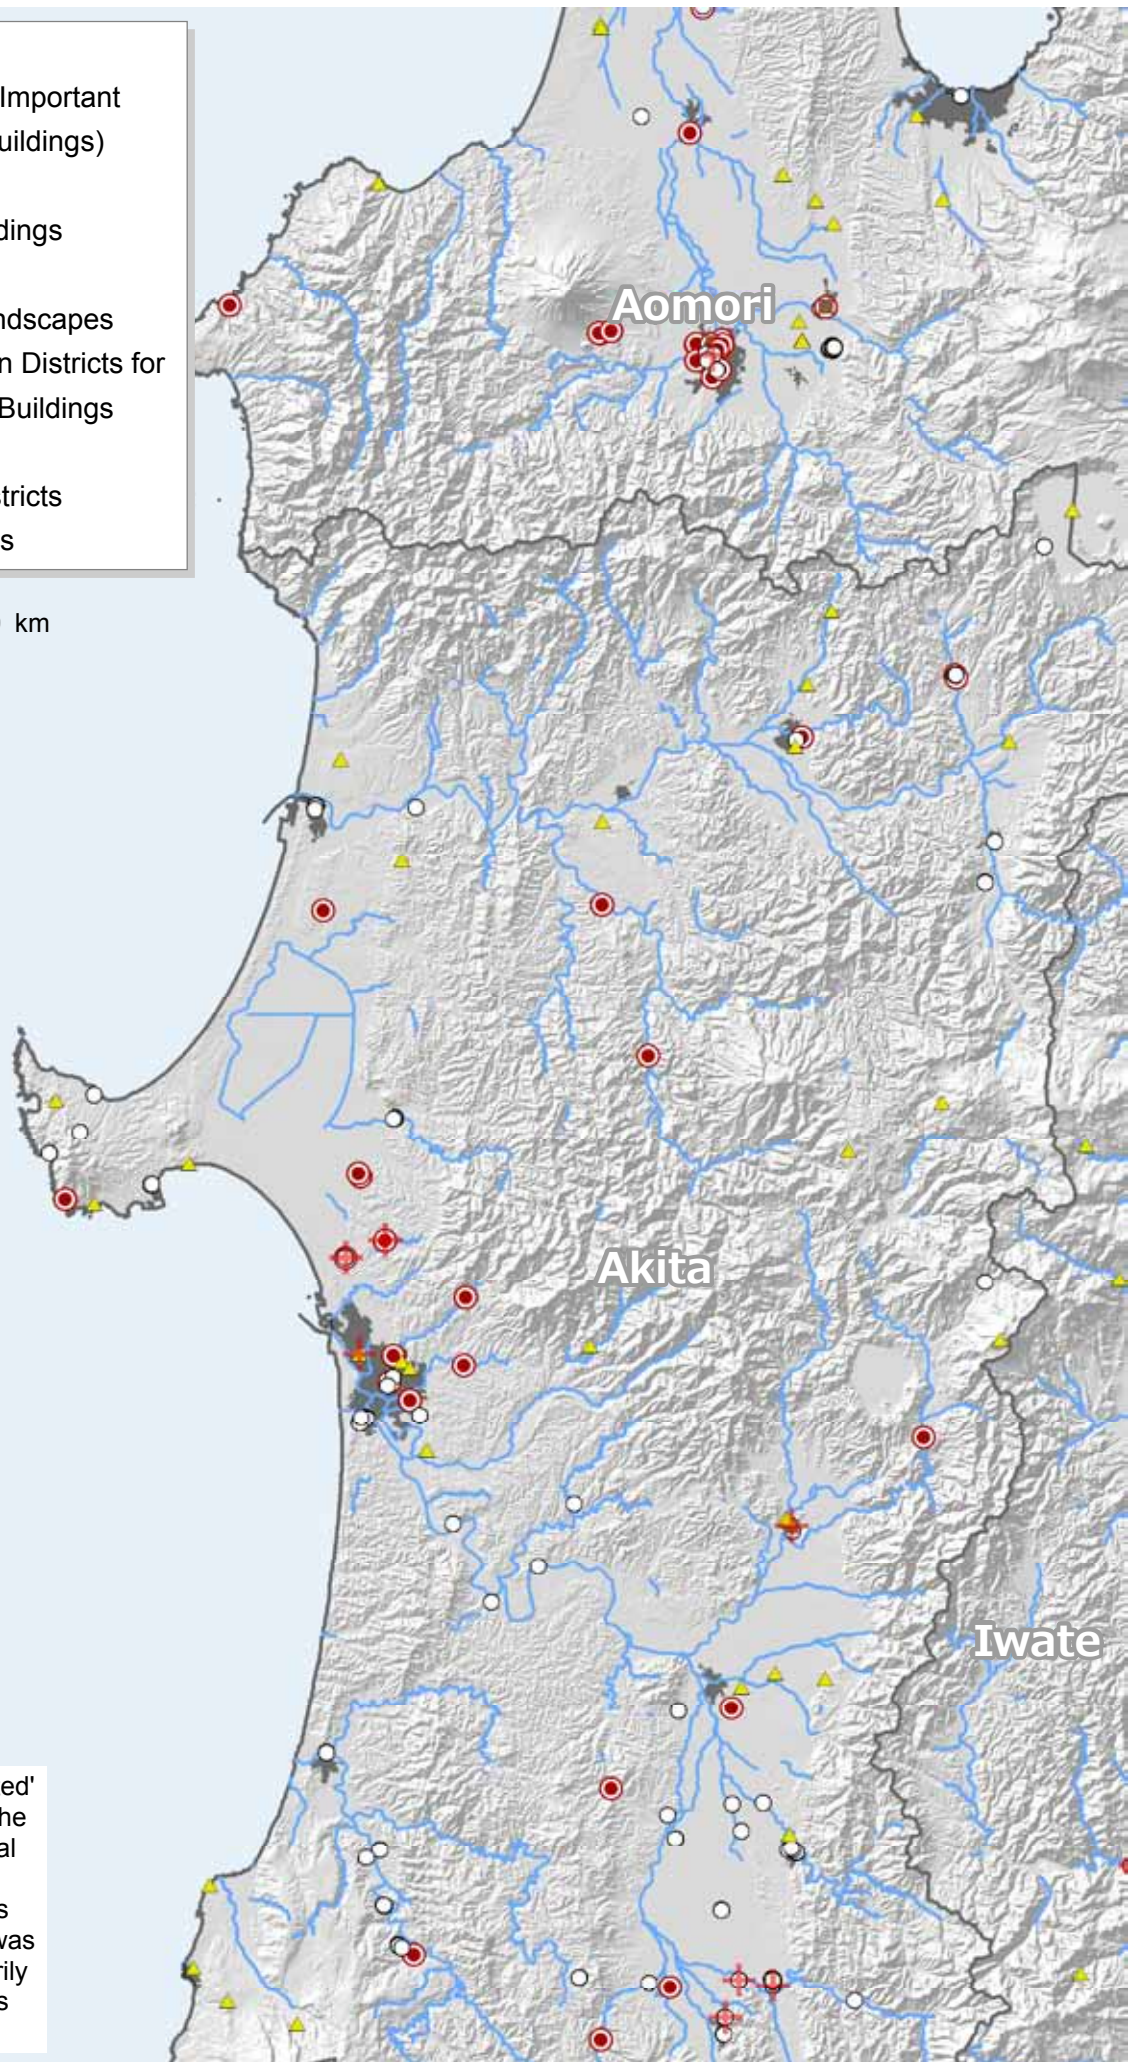 Important
uildings)
dings
ndscapes
n Districts for
Buildings
tricts
s
km
Aomori
Akita
Iwate
ed'
he
al
s
was
rily
s